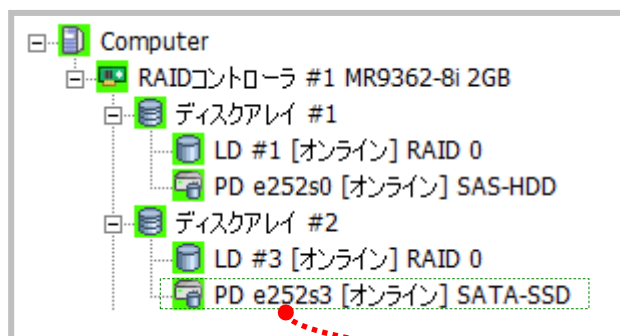 Computer
RAIDコントローラ #1 MR9362-8i 2GB
ディスクアレイ #1
LD #1 [オンライン] RAID 0
PD e252s0 [オンライン] SAS-HDD
ディスクアレイ #2
LD #3 [オンライン] RAID 0
PD e252s3 [オンライン] SATA-SSD